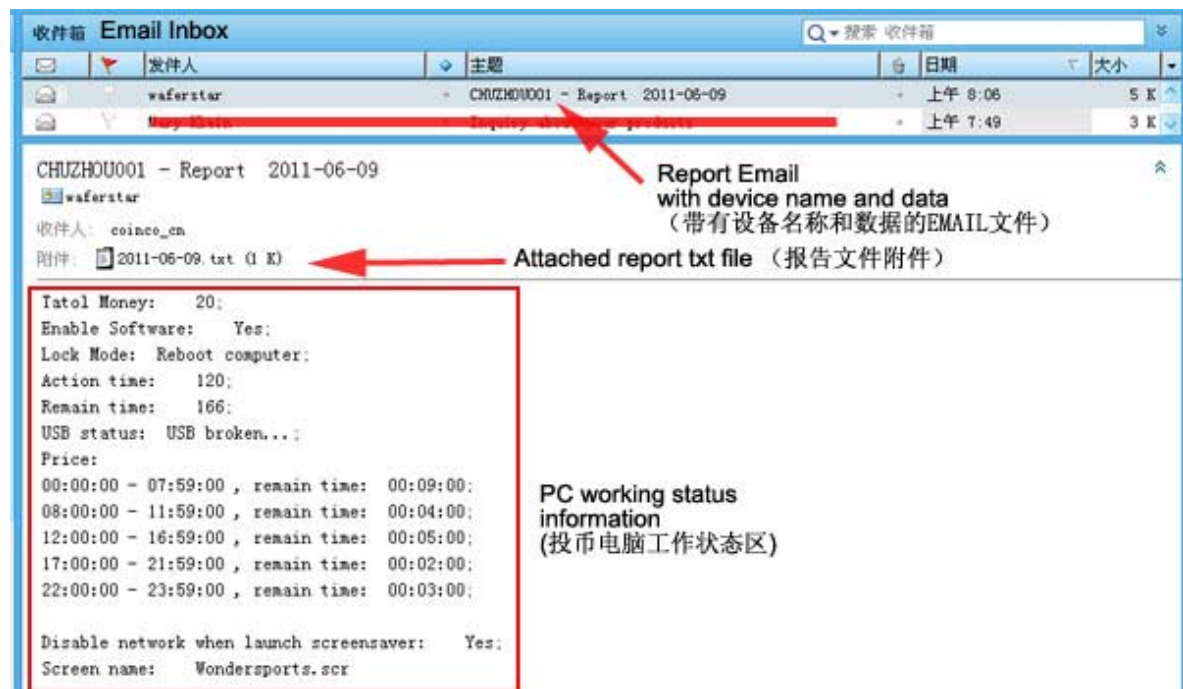 收件箱 Email Inbox 搜索 收件箱
发件人 主题 日期 大小
waferstar CHUZHOU001 - Report 2011-06-09 上午 8:06 5 K
上午 7:49 3 K
CHUZHOU001 - Report 2011-06-09
waferstar
收件人: coinco_cn
附件: 2011-06-09.txt (1 K)
Report Email
with device name and data
（带有设备名称和数据的EMAIL文件）
Attached report txt file （报告文件附件）
Tatol Money: 20;
Enable Software: Yes;
Lock Mode: Reboot computer;
Action time: 120;
Remain time: 166;
USB status: USB broken...;
Price:
00:00:00 - 07:59:00 , remain time: 00:09:00;
08:00:00 - 11:59:00 , remain time: 00:04:00;
12:00:00 - 16:59:00 , remain time: 00:05:00;
17:00:00 - 21:59:00 , remain time: 00:02:00;
22:00:00 - 23:59:00 , remain time: 00:03:00;
Disable network when launch screensaver: Yes;
Screen name: Wondersports.scr
PC working status
information
(投币电脑工作状态区)